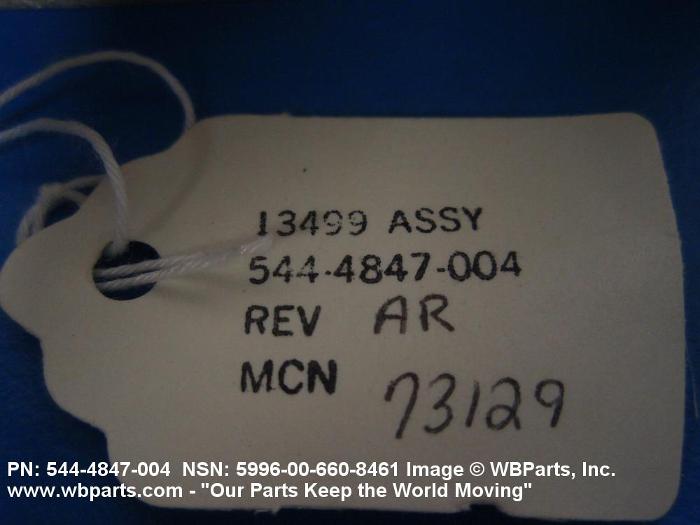 13499 ASSY
544-4847-004
REV AR
MCN 73129
PN: 544-4847-004 NSN: 5996-00-660-8461 Image © WBParts, Inc.
www.wbparts.com - "Our Parts Keep the World Moving"